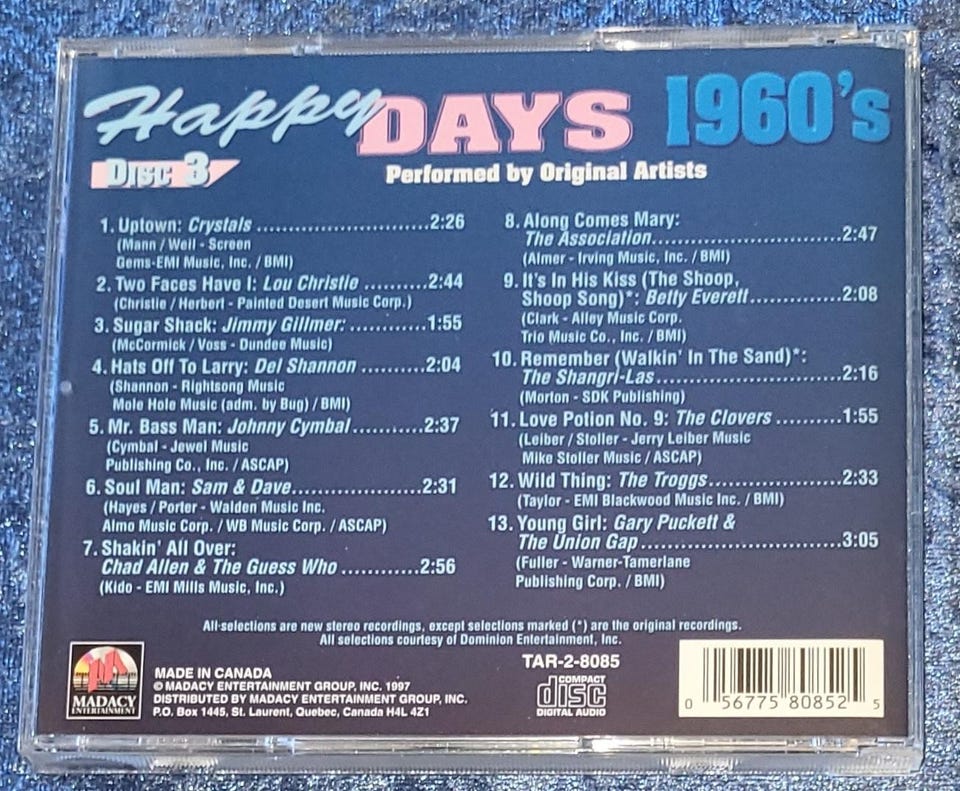 Happy DAYS 1960's
DISC 3
Performed by Original Artists
1. Uptown: Crystals ........................2:26
(Mann / Weil - Screen
Gems-EMI Music, Inc. / BMI)
2. Two Faces Have I: Lou Christie ..........2:44
(Christie / Herbert - Painted Desert Music Corp.)
3. Sugar Shack: Jimmy Gillmer: ............1:55
(McCormick / Voss - Dundee Music)
4. Hats Off To Larry: Del Shannon ..........2:04
(Shannon - Rightsong Music
Mole Hole Music (adm. by Bug) / BMI)
5. Mr. Bass Man: Johnny Cymbal...........2:37
(Cymbal - Jewel Music
Publishing Co., Inc. / ASCAP)
6. Soul Man: Sam & Dave....................2:31
(Hayes / Porter - Walden Music Inc.
Almo Music Corp. / WB Music Corp. / ASCAP)
7. Shakin' All Over:
Chad Allen & The Guess Who ............2:56
(Kido - EMI Mills Music, Inc.)
8. Along Comes Mary:
The Association.............................2:47
(Almer - Irving Music, Inc. / BMI)
9. It's In His Kiss (The Shoop,
Shoop Song)*: Betty Everett..............2:08
(Clark - Alley Music Corp.
Trio Music Co., Inc. / BMI)
10. Remember (Walkin' In The Sand)*:
The Shangri-Las............................2:16
(Morton - SDK Publishing)
11. Love Potion No. 9: The Clovers ..........1:55
(Leiber / Stoller - Jerry Leiber Music
Mike Stoller Music / ASCAP)
12. Wild Thing: The Troggs....................2:33
(Taylor - EMI Blackwood Music Inc. / BMI)
13. Young Girl: Gary Puckett &
The Union Gap..............................3:05
(Fuller - Warner-Tamerlane
Publishing Corp. / BMI)
All selections are new stereo recordings, except selections marked (*) are the original recordings.
All selections courtesy of Dominion Entertainment, Inc.
MADACY
ENTERTAINMENT
MADE IN CANADA
© MADACY ENTERTAINMENT GROUP, INC. 1997
DISTRIBUTED BY MADACY ENTERTAINMENT GROUP, INC.
P.O. Box 1445, St. Laurent, Quebec, Canada H4L 4Z1
TAR-2-8085
COMPACT
disc
DIGITAL AUDIO
0 56775 80852 5